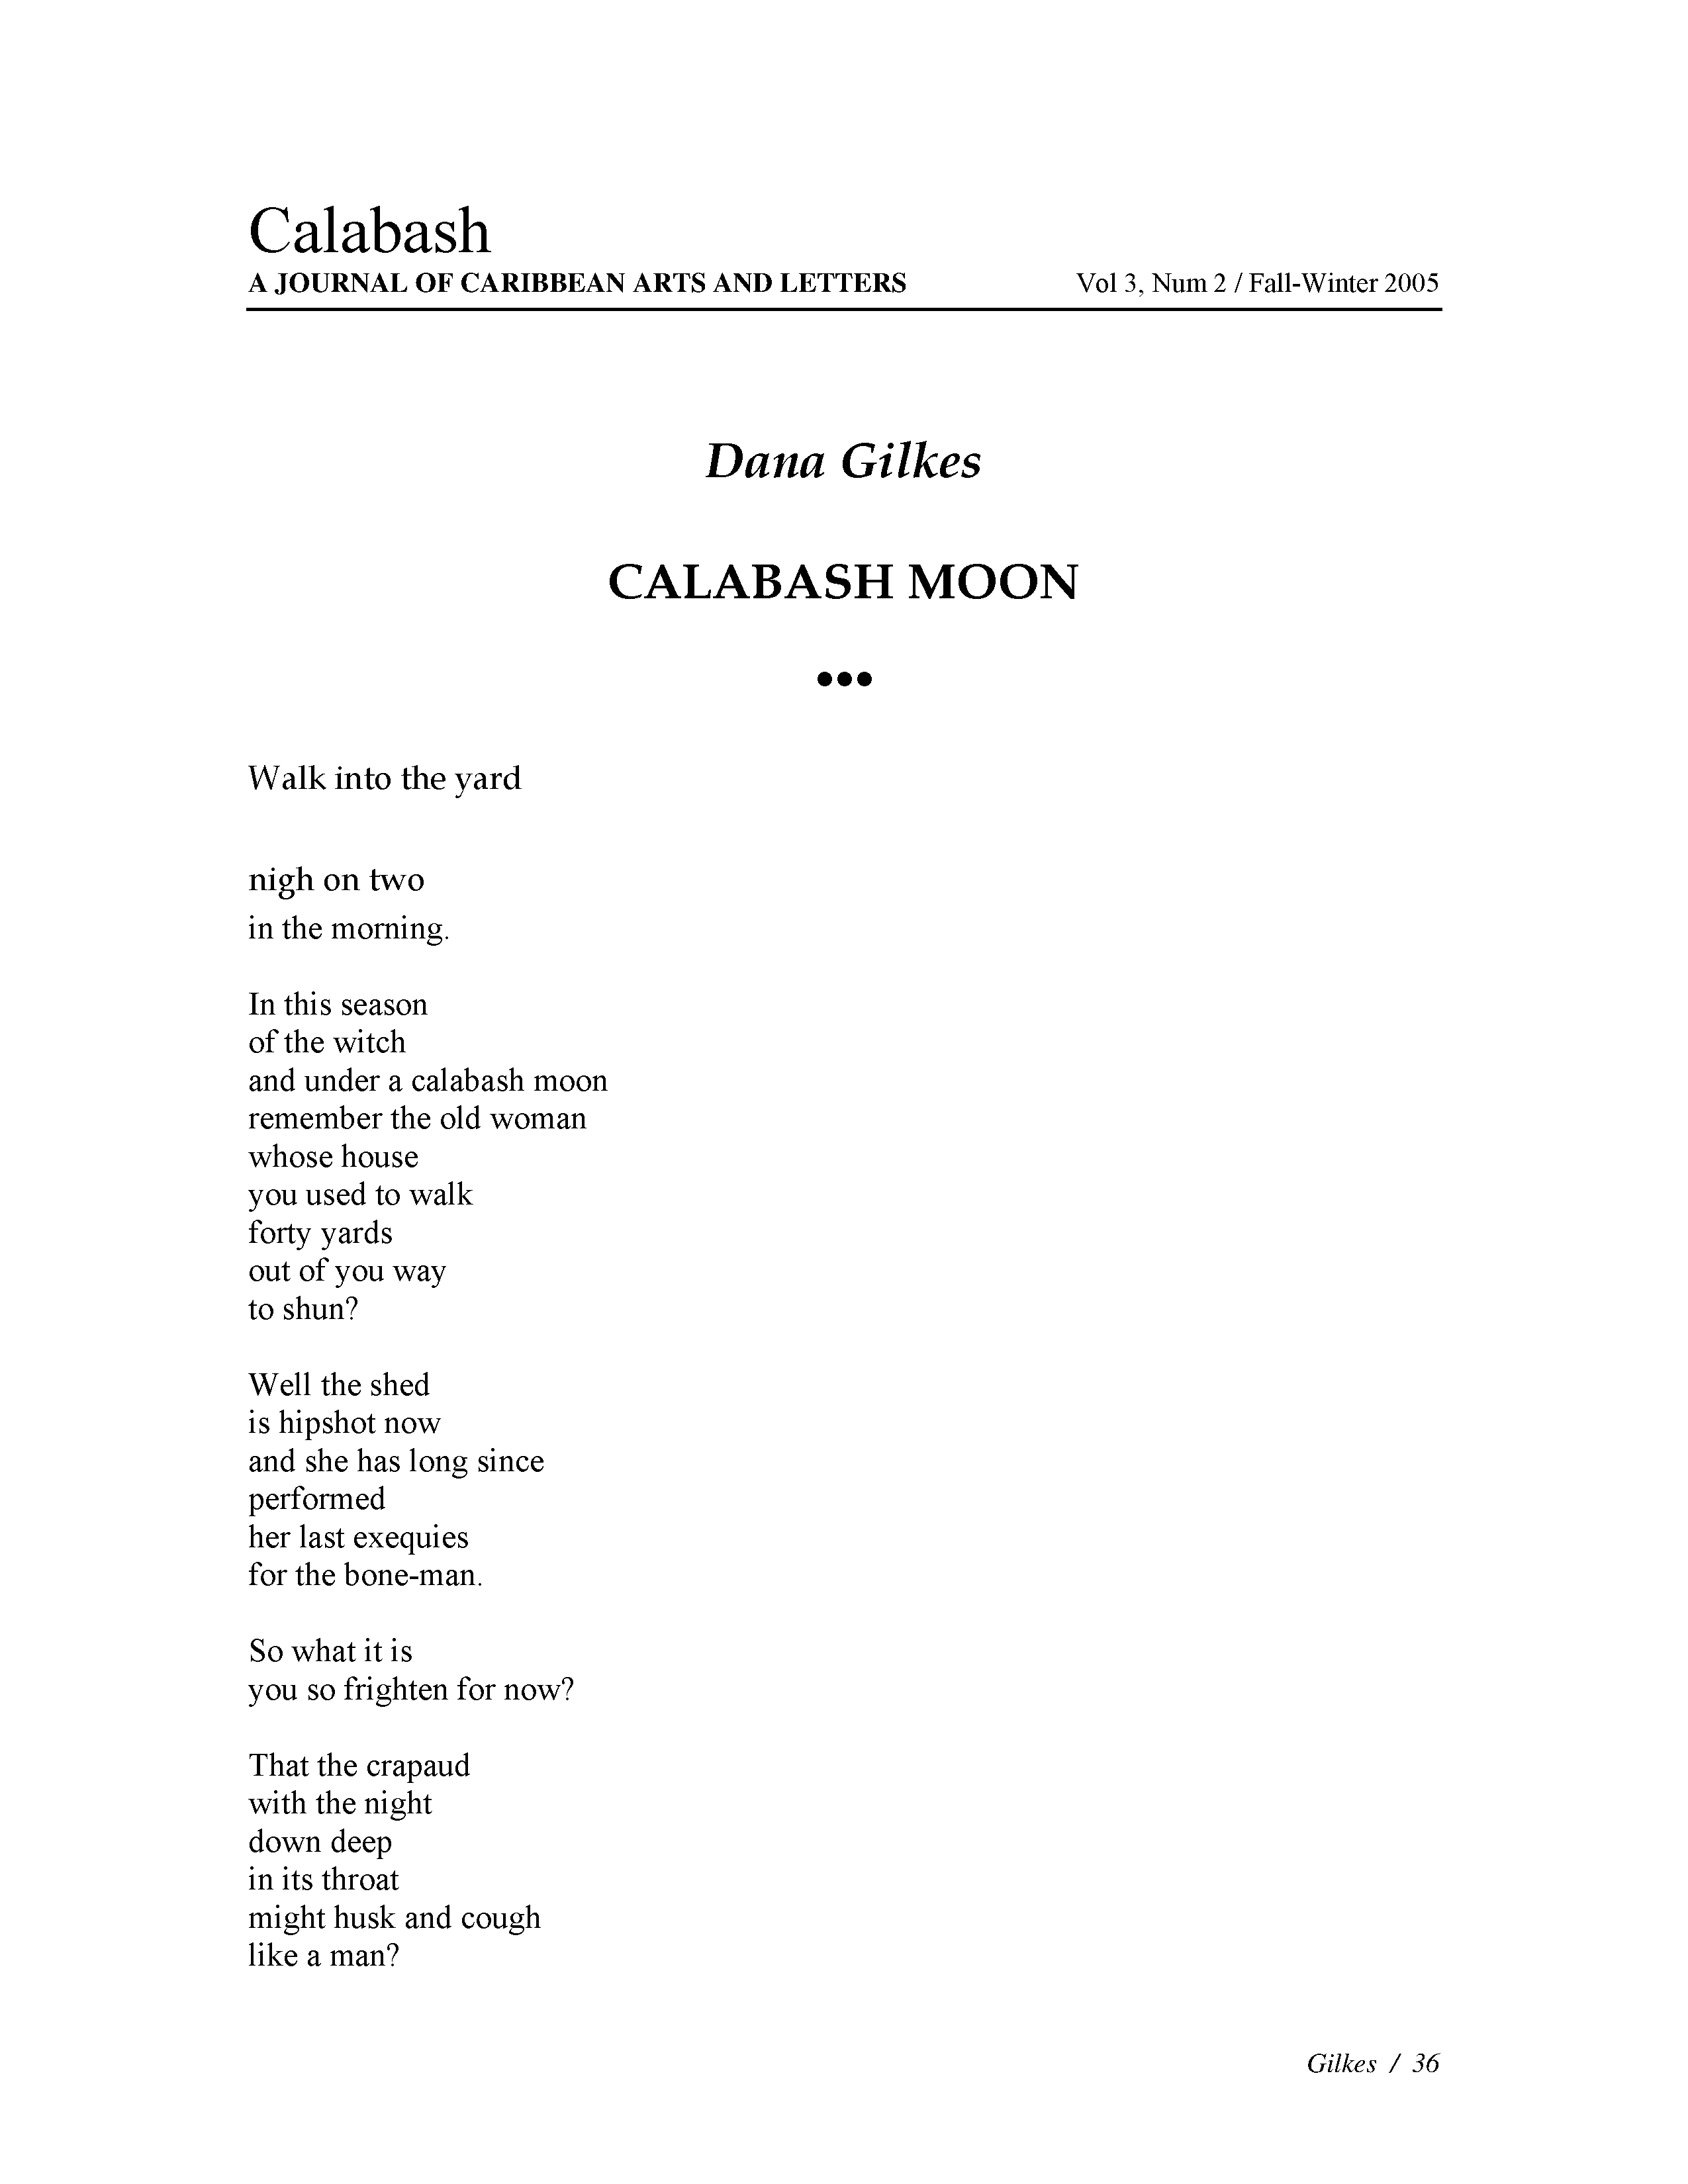 Calabash
A JOURNAL OF CARIBBEAN ARTS AND LETTERS Vol 3, Num 2 / Fall-Winter 2005
Dana Gilkes
CALABASH MOON
•••
Walk into the yard
nigh on two
in the morning.
In this season
of the witch
and under a calabash moon
remember the old woman
whose house
you used to walk
forty yards
out of you way
to shun?
Well the shed
is hipshot now
and she has long since
performed
her last exequies
for the bone-man.
So what it is
you so frighten for now?
That the crapaud
with the night
down deep
in its throat
might husk and cough
like a man?
Gilkes / 36